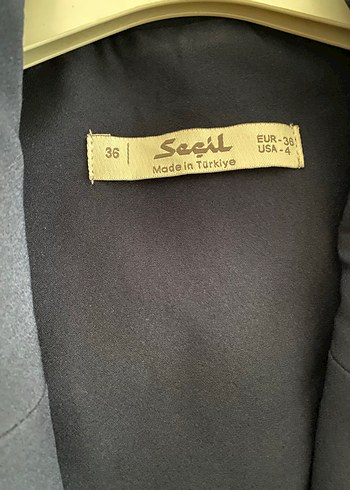 36
Seçil
Made in Türkiye
EUR-36
USA-4